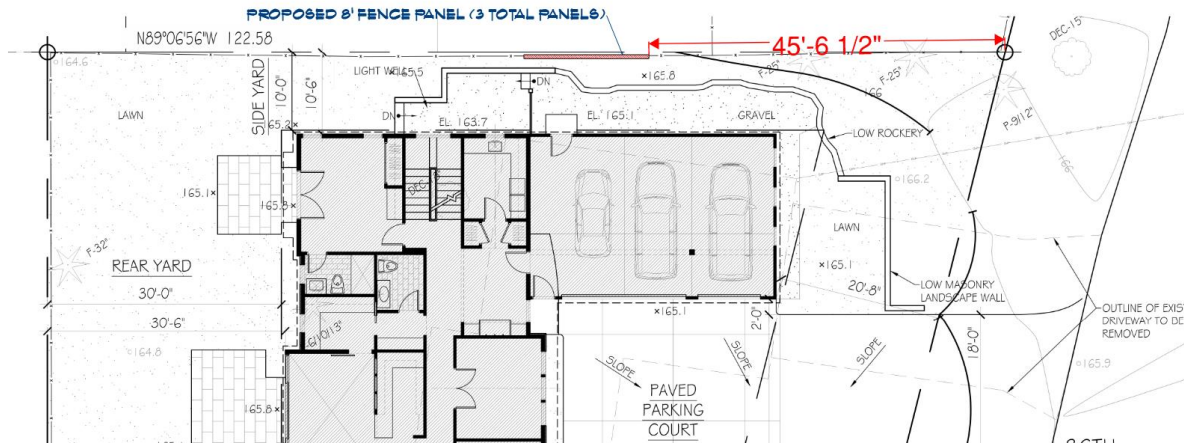 PROPOSED 8' FENCE PANEL (3 TOTAL PANELS)
N89°06'56"W 122.58
45'-6 1/2"
DEC-15"
164.6
SIDE YARD
10'-0"
10'-6"
LIGHT WELL
165.5
DN
×165.8
F-25"
F-25"
166
P-9/12"
LAWN
DN
EL. 163.7
EL. 165.1
GRAVEL
165.2×
LOW ROCKERY
166
165.1×
165.8×
166.2
F-32"
LAWN
REAR YARD
×165.1
30'-0"
20'-8"
LOW MASONRY
LANDSCAPE WALL
×165.1
2'-0"
OUTLINE OF EXIS
DRIVEWAY TO BE
REMOVED
30'-6"
18'-0"
164.8
SLOPE
SLOPE
SLOPE
165.9
PAVED
PARKING
COURT
165.8×